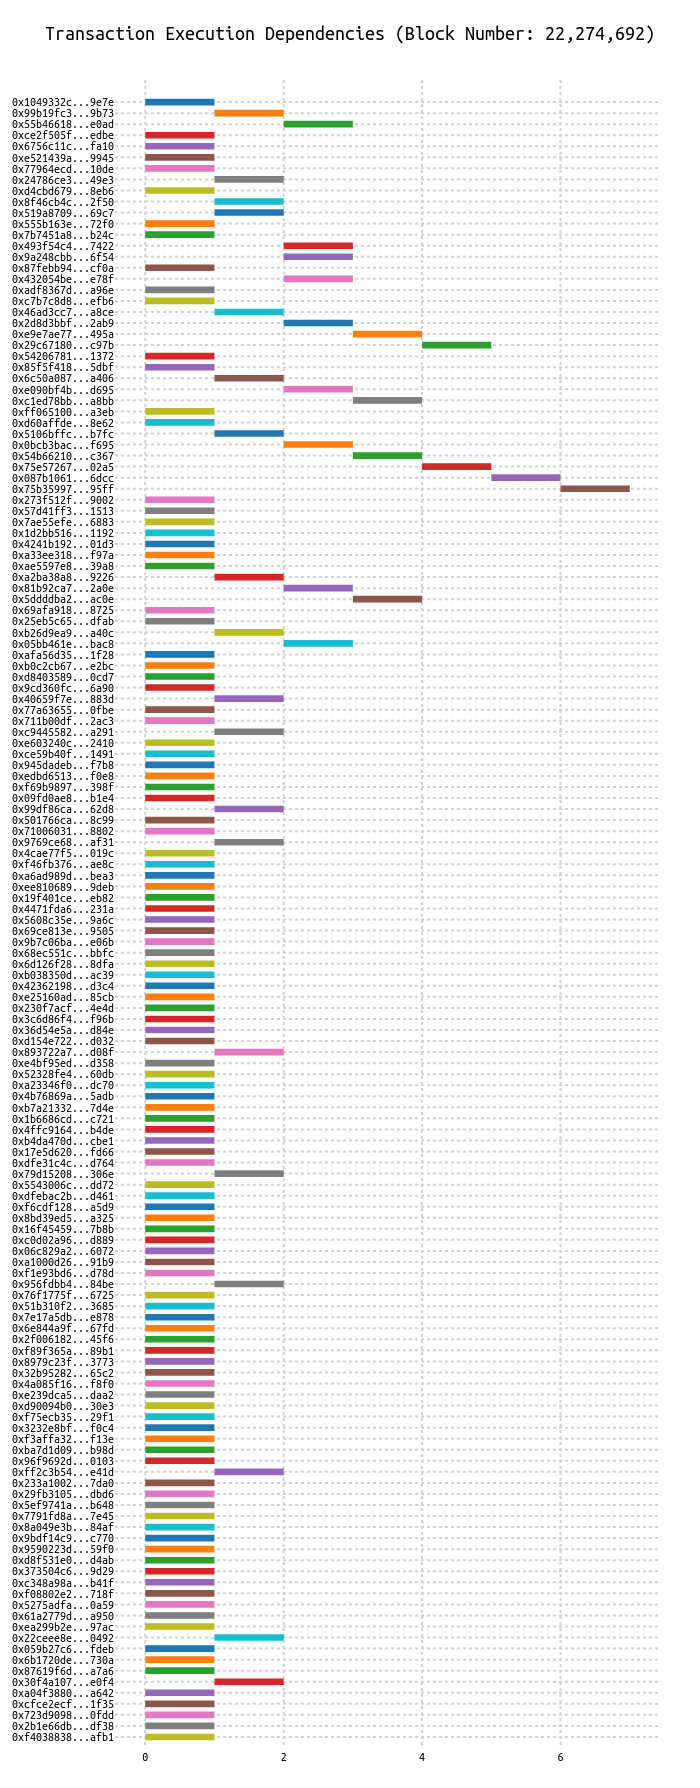 Transaction Execution Dependencies (Block Number: 22,274,692)
0x1049332c...9e7e
0x99b19fc3...9b73
0x55b46618...e0ad
0xce2f505f...edbe
0x6756c11c...fa10
0xe521439a...9945
0x77964ecd...10de
0x24786ce3...49e3
0xd4cbd679...8eb6
0x8f46cb4c...2f50
0x519a8709...69c7
0x555b163e...72f0
0x7b7451a8...b24c
0x493f54c4...7422
0x9a248cbb...6f54
0x87febb94...cf0a
0x432054be...e78f
0xadf8367d...a96e
0xc7b7c8d8...efb6
0x46ad3cc7...a8ce
0x2d8d3bbf...2ab9
0xe9e7ae77...495a
0x29c67180...c97b
0x54206781...1372
0x85f5f418...5dbf
0x6c50a087...a406
0xe090bf4b...d695
0xc1ed78bb...a8bb
0xff065100...a3eb
0xd60affde...8e62
0x5106bffc...b7fc
0x0bcb3bac...f695
0x54b66210...c367
0x75e57267...02a5
0x087b1061...6dcc
0x75b35997...95ff
0x273f512f...9002
0x57d41ff3...1513
0x7ae55efe...6883
0x1d2bb516...1192
0x4241b192...01d3
0xa33ee318...f97a
0xae5597e8...39a8
0xa2ba38a8...9226
0x81b92ca7...2a0e
0x5ddddba2...ac0e
0x69afa918...8725
0x25eb5c65...dfab
0xb26d9ea9...a40c
0x05bb461e...bac8
0xafa56d35...1f28
0xb0c2cb67...e2bc
0xd8403589...0cd7
0x9cd360fc...6a90
0x40659f7e...883d
0x77a63655...0fbe
0x711b00df...2ac3
0xc9445582...a291
0xe603240c...2410
0xce59b40f...1491
0x945dadeb...f7b8
0xedbd6513...f0e8
0xf69b9897...398f
0x09fd0ae8...b1e4
0x99df86ca...62d8
0x501766ca...8c99
0x71006031...8802
0x9769ce68...af31
0x4cae77f5...019c
0xf46fb376...ae8c
0xa6ad989d...bea3
0xee810689...9deb
0x19f401ce...eb82
0x4471fda6...231a
0x5608c35e...9a6c
0x69ce813e...9505
0x9b7c06ba...e06b
0x68ec551c...bbfc
0x6d126f28...8dfa
0xb038350d...ac39
0x42362198...d3c4
0xe25160ad...85cb
0x230f7acf...4e4d
0x3c6d86f4...f96b
0x36d54e5a...d84e
0xd154e722...d032
0x893722a7...d08f
0xe4bf95ed...d358
0x52328fe4...60db
0xa23346f0...dc70
0x4b76869a...5adb
0xb7a21332...7d4e
0x1b6686cd...c721
0x4ffc9164...b4de
0xb4da470d...cbe1
0x17e5d620...fd66
0xdfe31c4c...d764
0x79d15208...306e
0x5543006c...dd72
0xdfebac2b...d461
0xf6cdf128...a5d9
0x8bd39ed5...a325
0x16f45459...7b8b
0xc0d02a96...d889
0x06c829a2...6072
0xa1000d26...91b9
0xf1e93bd6...d78d
0x956fdbb4...84be
0x76f1775f...6725
0x51b310f2...3685
0x7e17a5db...e878
0x6e844a9f...67fd
0x2f006182...45f6
0xf89f365a...89b1
0x8979c23f...3773
0x32b95282...65c2
0x4a085f16...f8f0
0xe239dca5...daa2
0xd90094b0...30e3
0xf75ecb35...29f1
0x3232e8bf...f0c4
0xf3affa32...f13e
0xba7d1d09...b98d
0x96f9692d...0103
0xff2c3b54...e41d
0x233a1002...7da0
0x29fb3105...dbd6
0x5ef9741a...b648
0x7791fd8a...7e45
0x8a049e3b...84af
0x9bdf14c9...c770
0x9590223d...59f0
0xd8f531e0...d4ab
0x373504c6...9d29
0xc348a98a...b41f
0xf08802e2...718f
0x5275adfa...0a59
0x61a2779d...a950
0xea299b2e...97ac
0x22ceee8e...0492
0x059b27c6...fdeb
0x6b1720de...730a
0x87619f6d...a7a6
0x30f4a107...e0f4
0xa04f3880...a642
0xcfce2ecf...1f35
0x723d9098...0fdd
0x2b1e66db...df38
0xf4038838...afb1
0 2 4 6